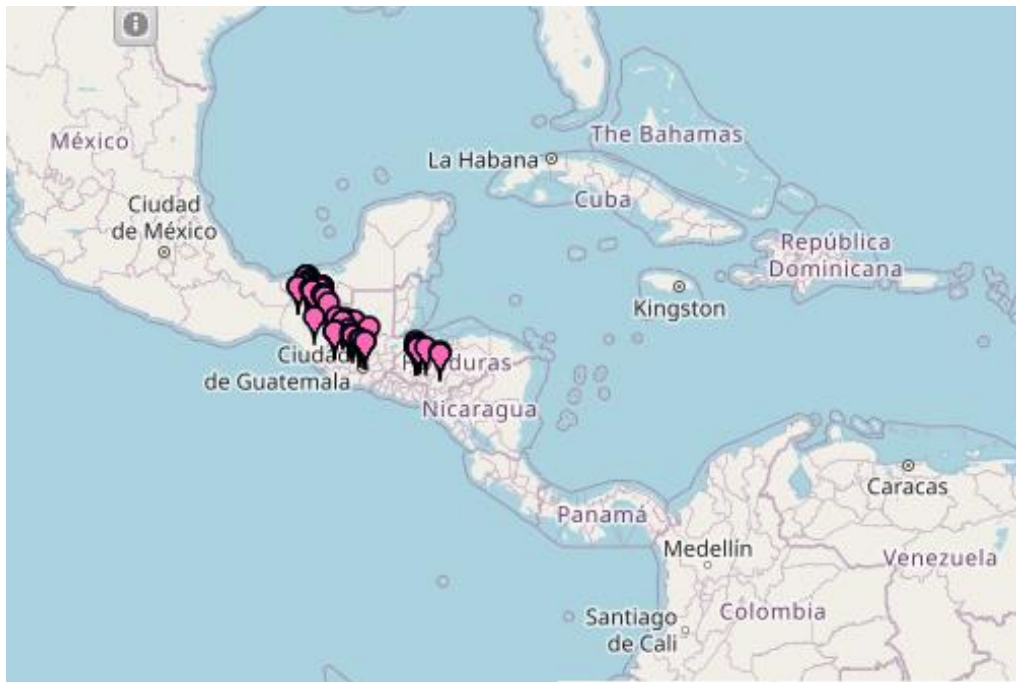 The Bahamas
México
La Habana
Cuba
Ciudad
de México
República
Dominicana
Kingston
Ciudad
de Guatemala
Honduras
Nicaragua
Caracas
Panamá
Medellín
Venezuela
Santiago
de Cali
Colombia